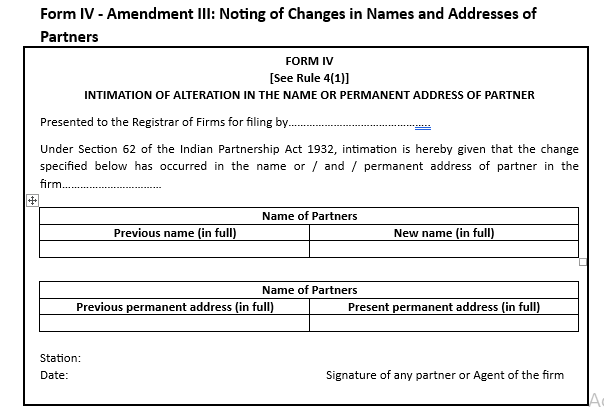 Form IV - Amendment III: Noting of Changes in Names and Addresses of
Partners
FORM IV
[See Rule 4(1)]
INTIMATION OF ALTERATION IN THE NAME OR PERMANENT ADDRESS OF PARTNER
Presented to the Registrar of Firms for filing by......................................................
Under Section 62 of the Indian Partnership Act 1932, intimation is hereby given that the change
specified below has occurred in the name or / and / permanent address of partner in the
firm.....................................
Name of Partners
Previous name (in full) New name (in full)
Name of Partners
Previous permanent address (in full) Present permanent address (in full)
Station:
Date: Signature of any partner or Agent of the firm